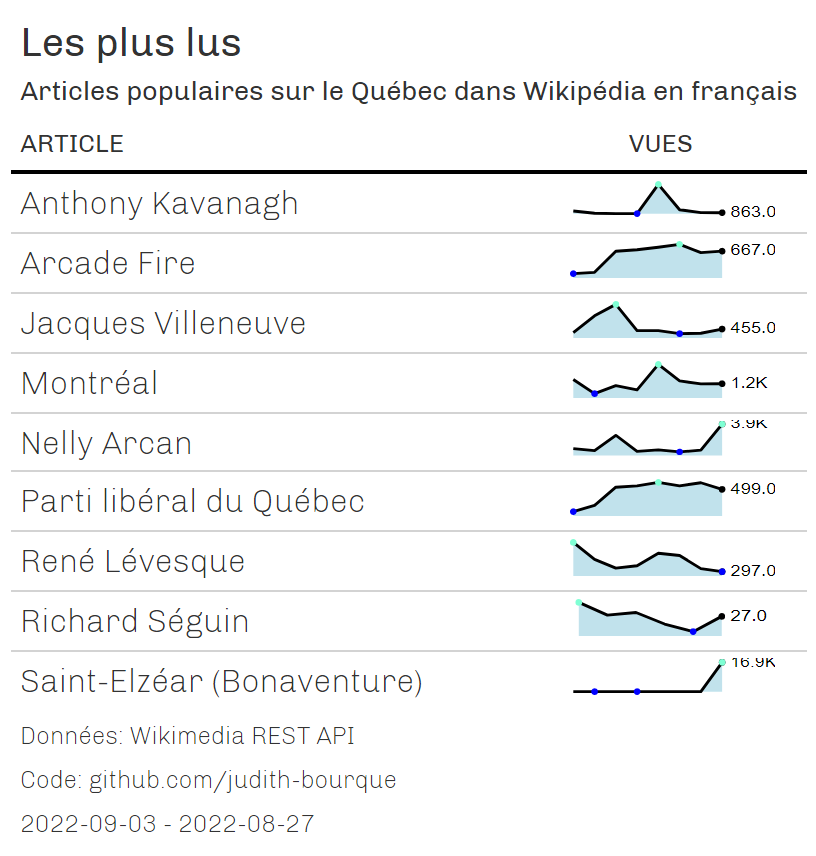 Les plus lus
Articles populaires sur le Québec dans Wikipédia en français
ARTICLE VUES
Anthony Kavanagh 863.0
Arcade Fire 667.0
Jacques Villeneuve 455.0
Montréal 1.2K
Nelly Arcan 3.9K
Parti libéral du Québec 499.0
René Lévesque 297.0
Richard Séguin 27.0
Saint-Elzéar (Bonaventure) 16.9K
Données: Wikimedia REST API
Code: github.com/judith-bourque
2022-09-03 - 2022-08-27